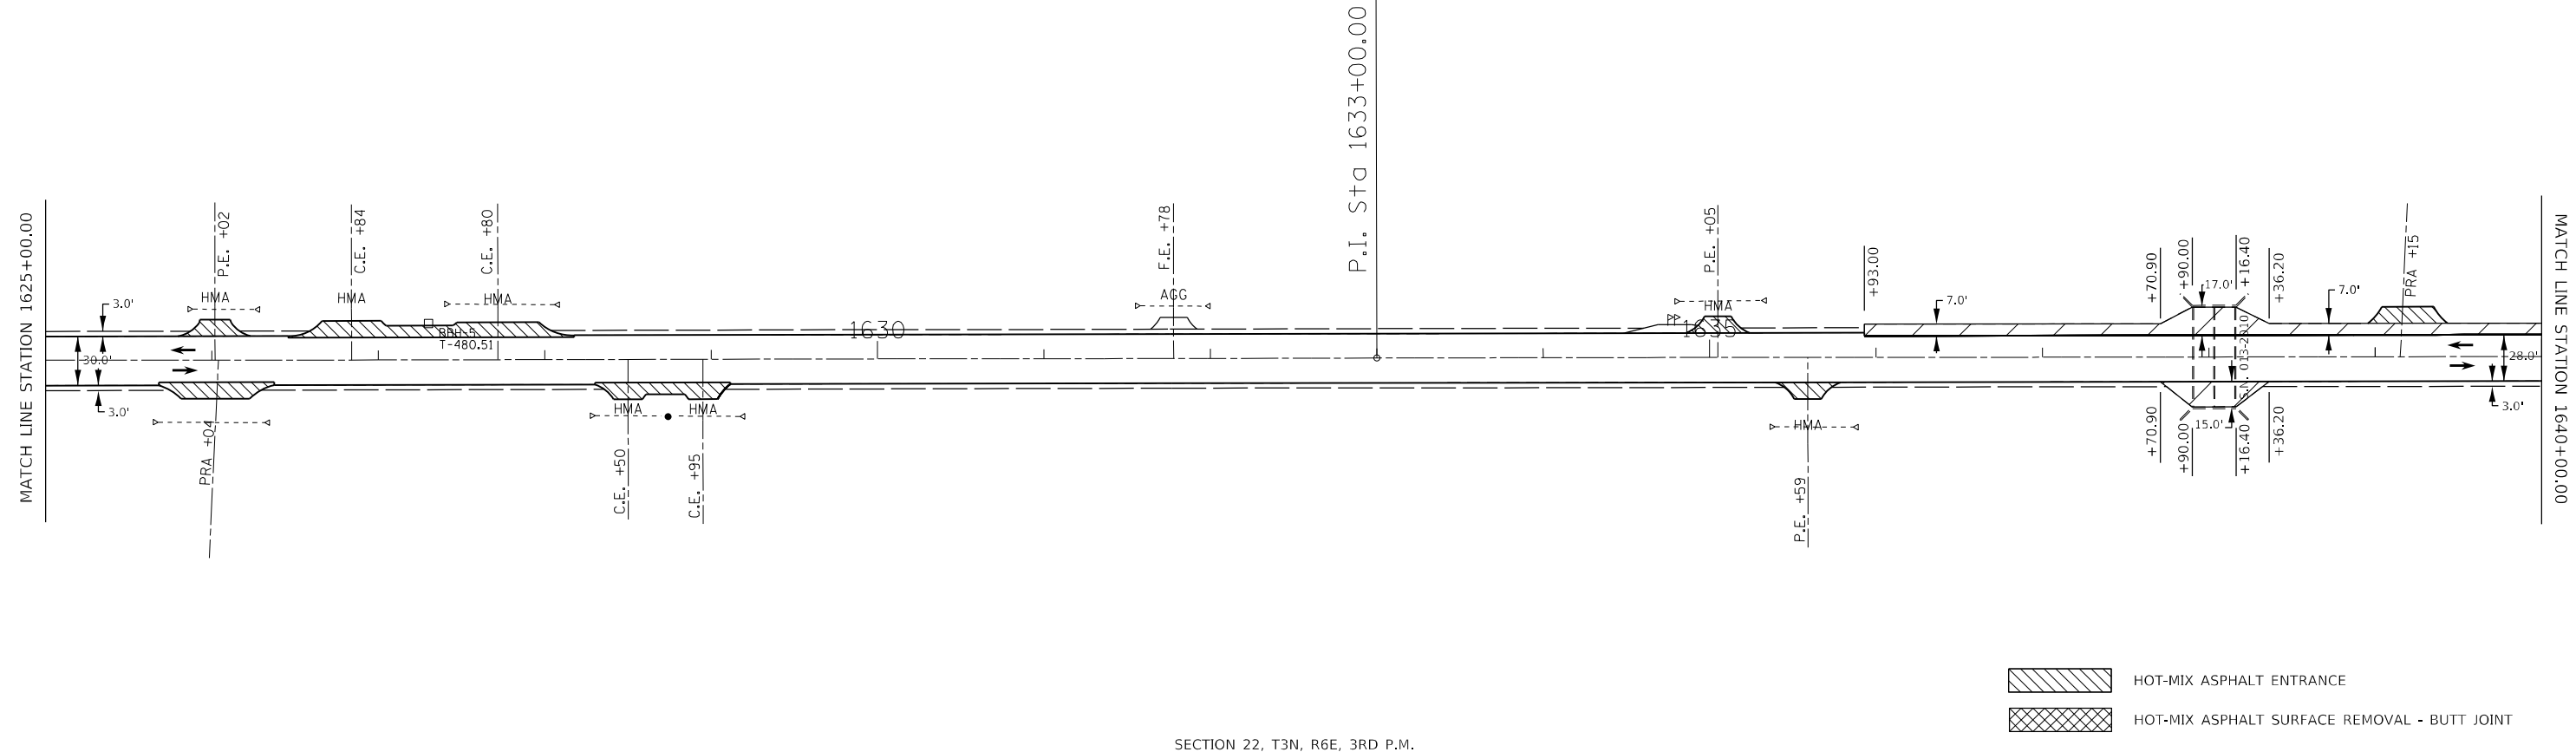 P.I. Sta 1633+00.00
MATCH LINE STATION 1625+00.00
3.0'
30.0'
3.0'
P.E. +02
HMA
PRA +04
C.E. +84
HMA
C.E. +80
HMA
T-480.51
C.E. +50
HMA
C.E. +95
HMA
1630
F.E. +78
AGG
P.E. +05
HMA
1635
P.E. +59
HMA
+93.00
7.0'
+70.90
+90.00
+16.40
+36.20
17.0'
+70.90
+90.00
+16.40
+36.20
15.0'
7.0'
PRA +15
28.0'
3.0'
MATCH LINE STATION 1640+00.00
HOT-MIX ASPHALT ENTRANCE
HOT-MIX ASPHALT SURFACE REMOVAL - BUTT JOINT
SECTION 22, T3N, R6E, 3RD P.M.